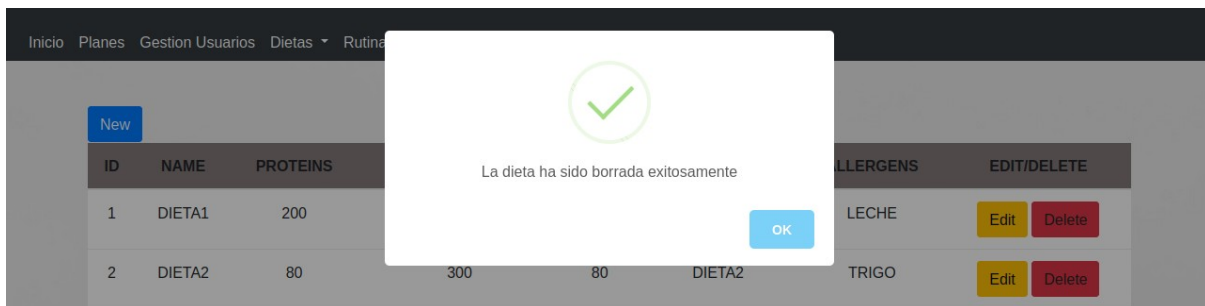 Inicio Planes Gestion Usuarios Dietas Rutina
New
La dieta ha sido borrada exitosamente
OK
ID NAME PROTEINS LLERGENS EDIT/DELETE
1 DIETA1 200 LECHE Edit Delete
2 DIETA2 80 300 80 DIETA2 TRIGO Edit Delete